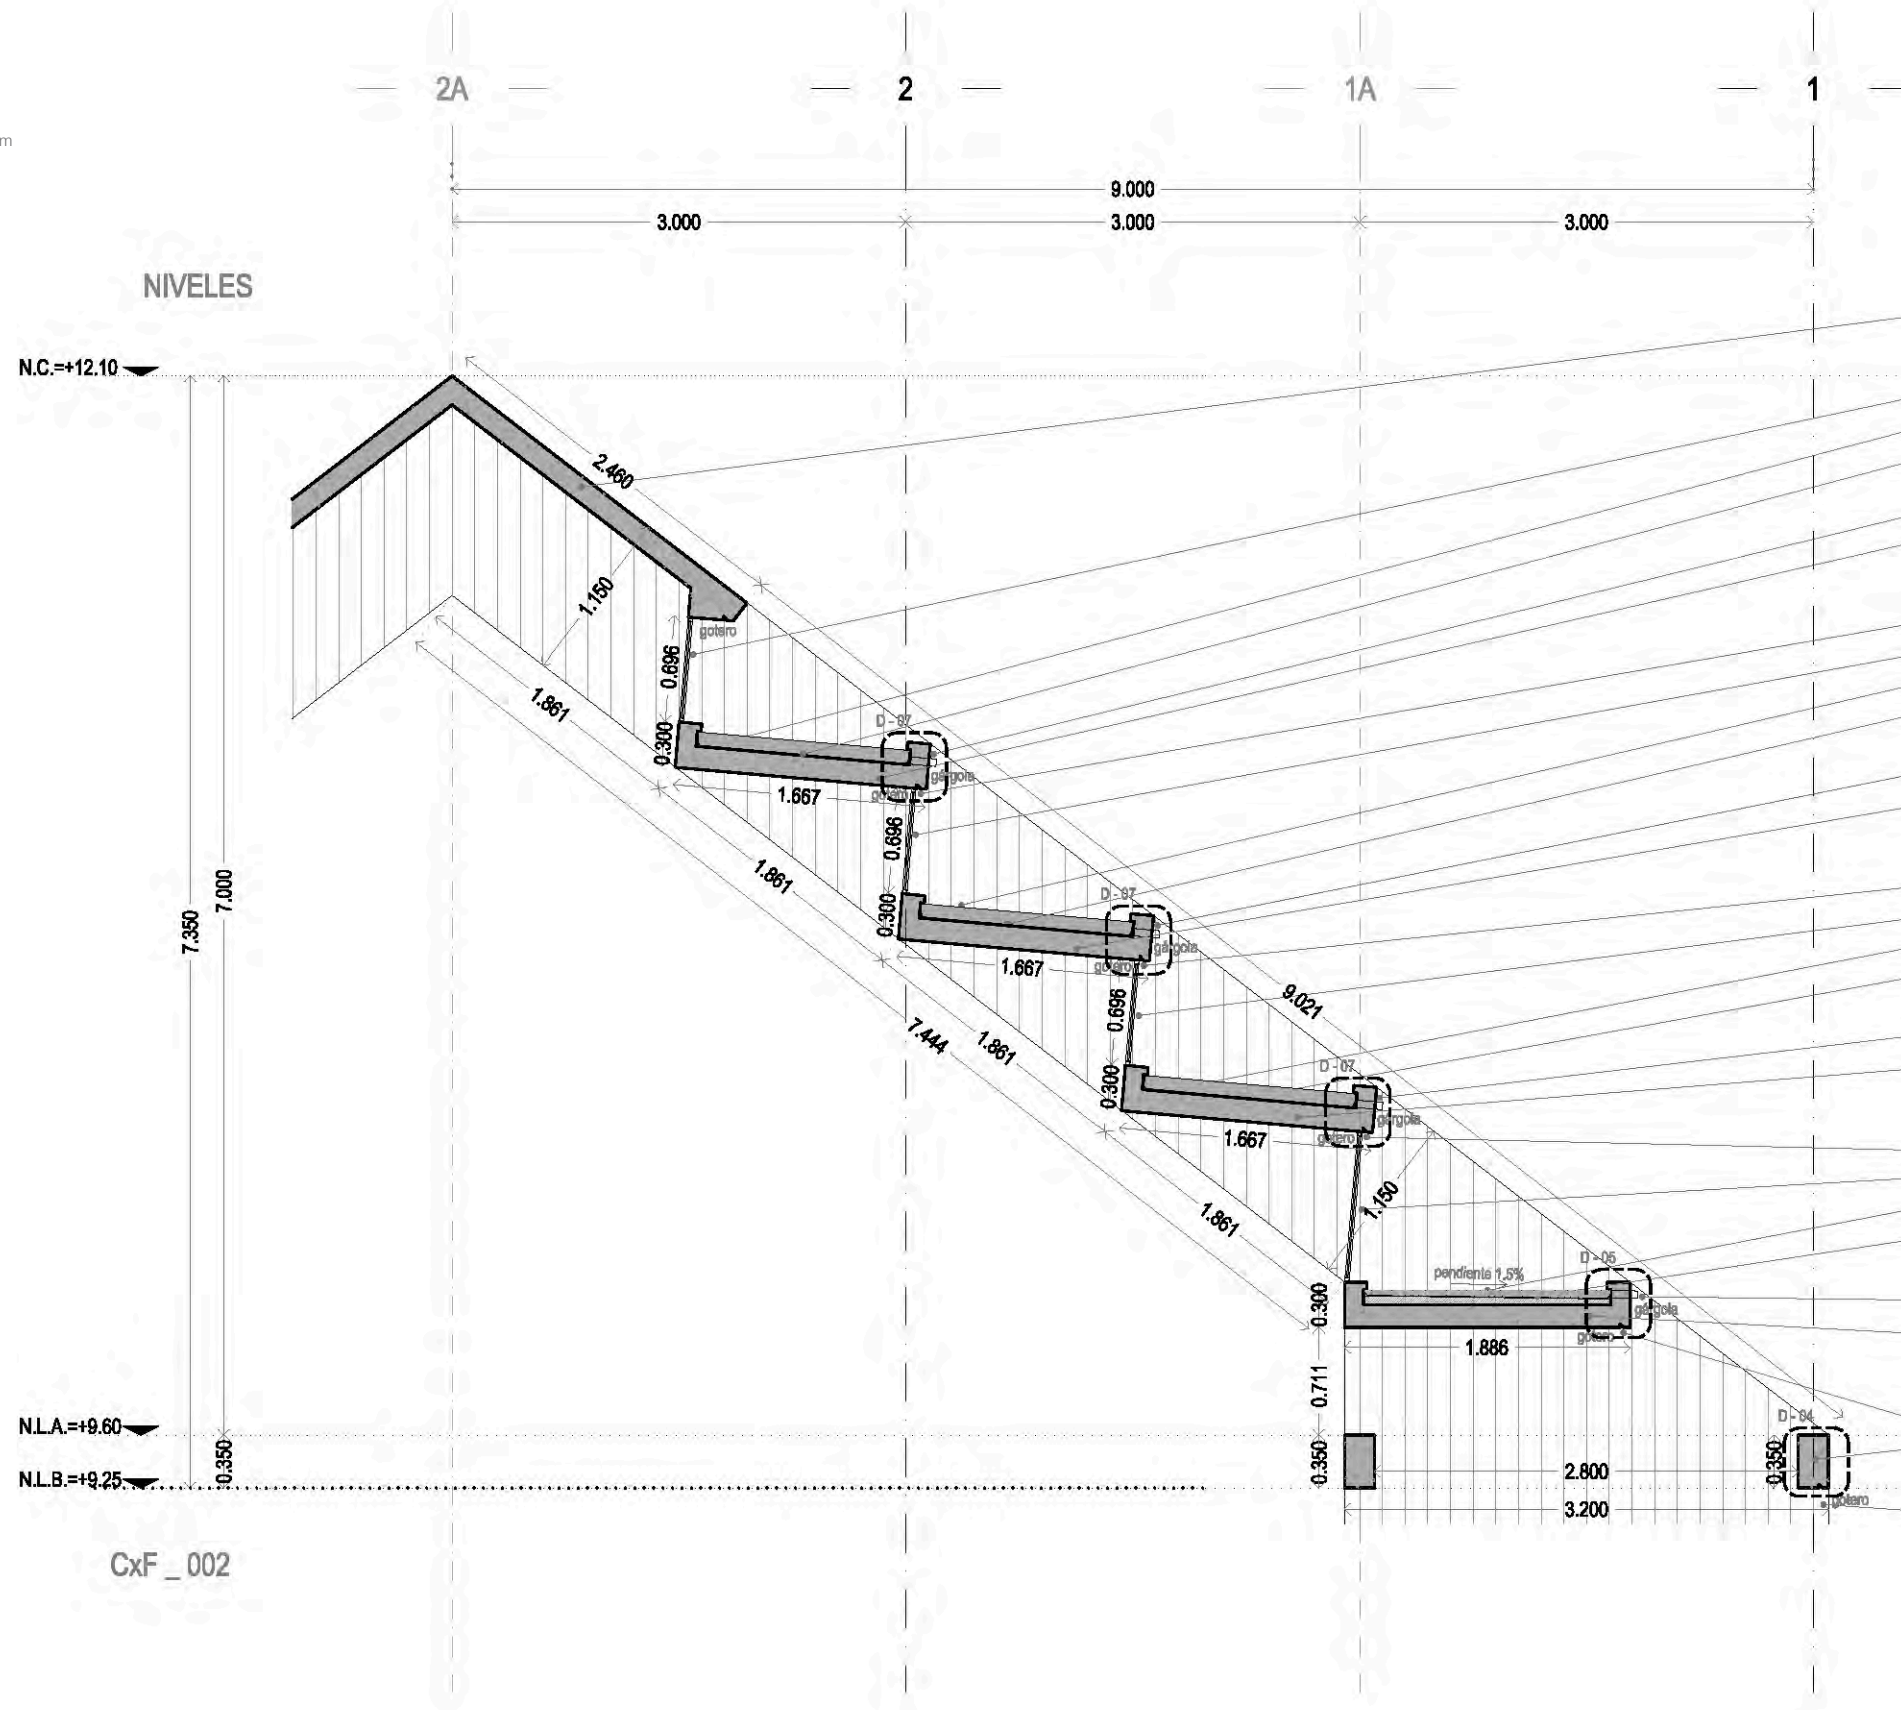 2A
2
1A
1
m
9.000
3.000
3.000
3.000
NIVELES
N.C.=+12.10
2.460
1.150
gotero
0.696
1.861
D - 07
0.300
gárgola
1.667
gotero
0.696
1.861
7.000
D - 07
0.300
7.350
gárgola
gotero
1.667
9.021
0.696
7.444
1.861
D - 07
0.300
gárgola
gotero
1.667
1.150
1.861
D - 05
pendiente 1.5%
0.300
gárgola
gotero
1.886
0.711
D - 04
N.L.A.=+9.60
0.350
0.350
0.350
2.800
N.L.B.=+9.25
gotero
3.200
CxF _ 002